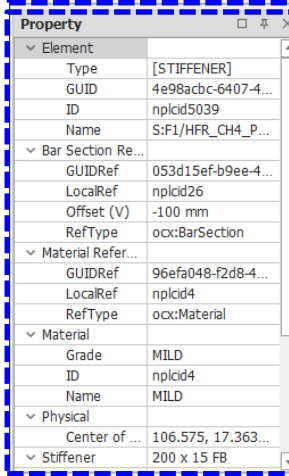 Property
Element
Type [STIFFENER]
GUID 4e98acbc-6407-4...
ID nplcid5039
Name S:F1/HFR_CH4_P...
Bar Section Re...
GUIDRef 053d15ef-b9ee-4...
LocalRef nplcid26
Offset (V) -100 mm
RefType ocx:BarSection
Material Refer...
GUIDRef 96efa048-f2d8-4...
LocalRef nplcid4
RefType ocx:Material
Material
Grade MILD
ID nplcid4
Name MILD
Physical
Center of ... 106.575, 17.363...
Stiffener 200 x 15 FB